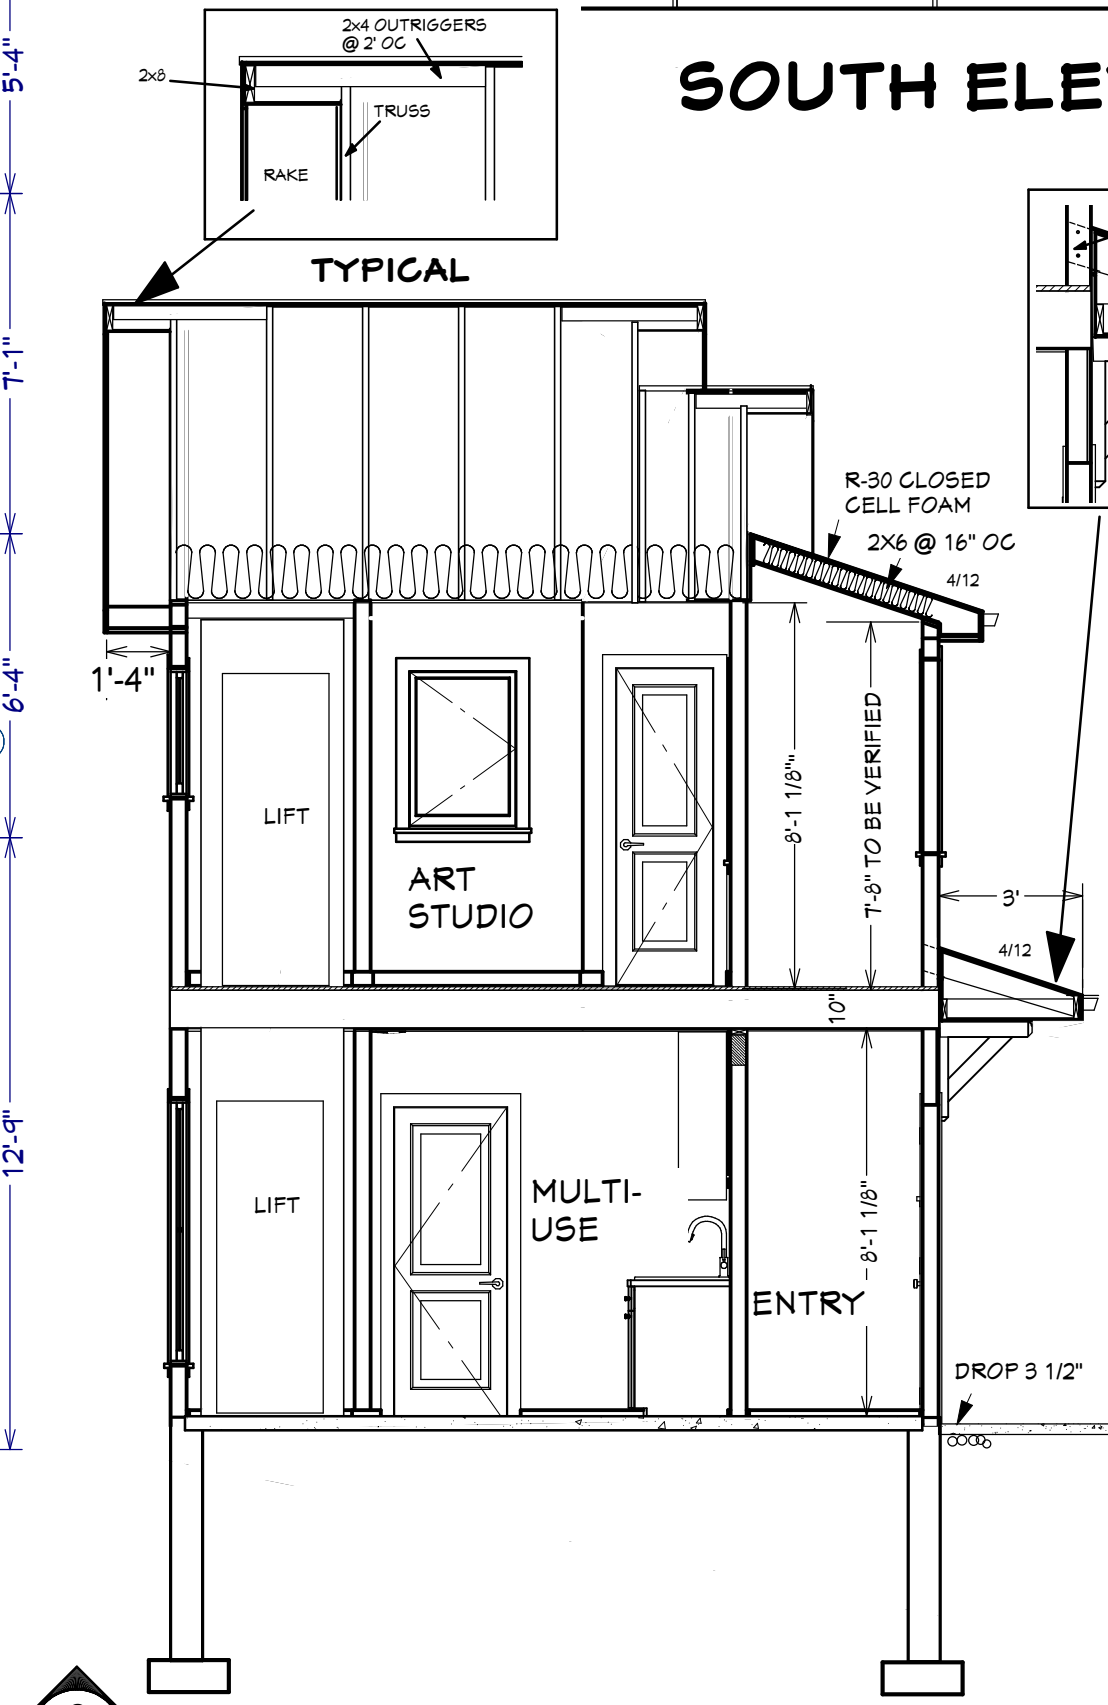 5'-4"
2x4 OUTRIGGERS
@ 2' OC
2x8
TRUSS
RAKE
SOUTH ELE
TYPICAL
7'-1"
R-30 CLOSED
CELL FOAM
2X6 @ 16" OC
4/12
1'-4"
6'-4"
LIFT
ART
STUDIO
8'-1 1/8"
7'-8" TO BE VERIFIED
3'
4/12
10"
12'-9"
LIFT
MULTI-
USE
8'-1 1/8"
ENTRY
DROP 3 1/2"